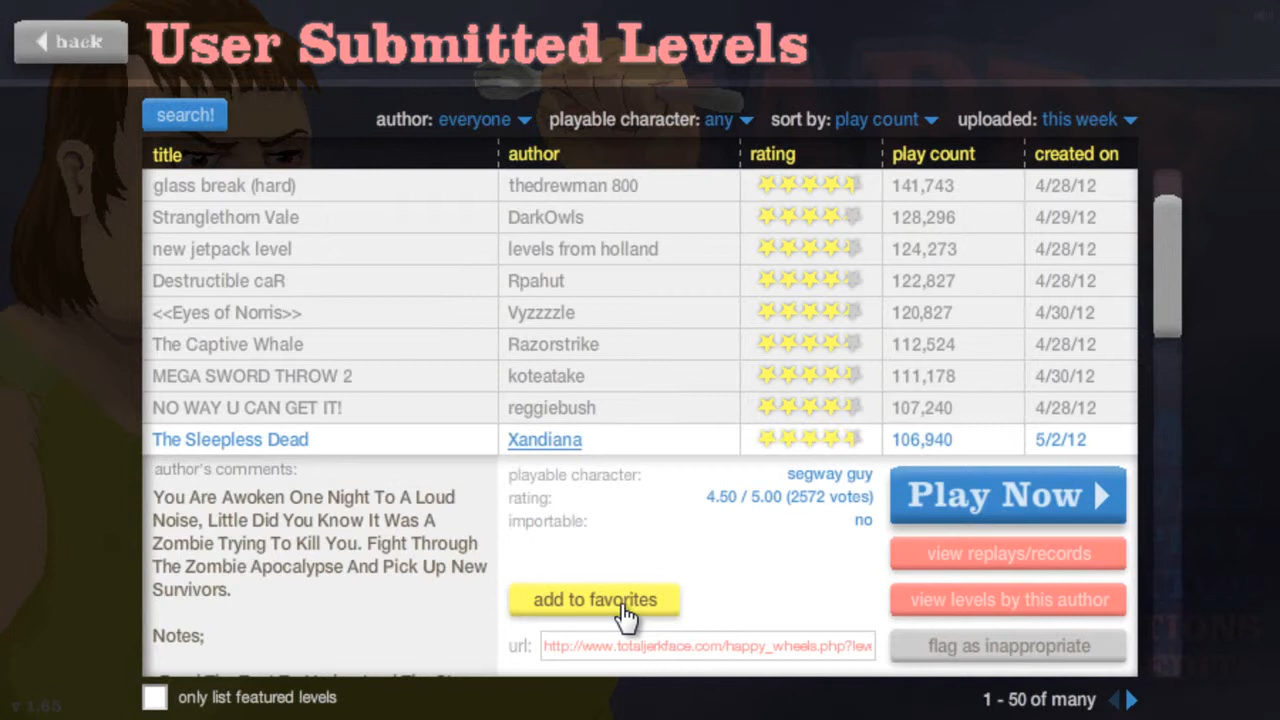 back
User Submitted Levels
search!
author: everyone playable character: any sort by: play count uploaded: this week
title author rating play count created on
glass break (hard) thedrewman 800 141,743 4/28/12
Stranglethorn Vale DarkOwls 128,296 4/29/12
new jetpack level levels from holland 124,273 4/28/12
Destructible caR Rpahut 122,827 4/28/12
<<Eyes of Norris>> Vyzzzzle 120,827 4/30/12
The Captive Whale Razorstrike 112,524 4/28/12
MEGA SWORD THROW 2 koteatake 111,178 4/30/12
NO WAY U CAN GET IT! reggiebush 107,240 4/28/12
The Sleepless Dead Xandiana 106,940 5/2/12
author's comments:
You Are Awoken One Night To A Loud
Noise, Little Did You Know It Was A
Zombie Trying To Kill You. Fight Through
The Zombie Apocalypse And Pick Up New
Survivors.
Notes;
playable character: segway guy
rating: 4.50 / 5.00 (2572 votes)
importable: no
add to favorites
url: http://www.totaljerkface.com/happy_wheels.php?leve
Play Now
view replays/records
view levels by this author
flag as inappropriate
only list featured levels
1 - 50 of many
v 1.65